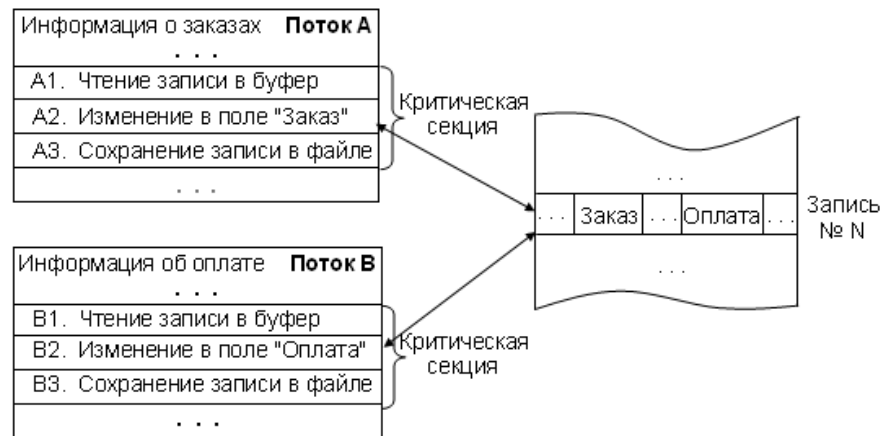 Информация о заказах Поток А
. . .
А1. Чтение записи в буфер
А2. Изменение в поле "Заказ"
А3. Сохранение записи в файле
. . .
Критическая
секция
Информация об оплате Поток В
. . .
В1. Чтение записи в буфер
В2. Изменение в поле "Оплата"
В3. Сохранение записи в файле
. . .
Критическая
секция
. . .
. . . Заказ . . . Оплата . . .
. . .
Запись
№ N